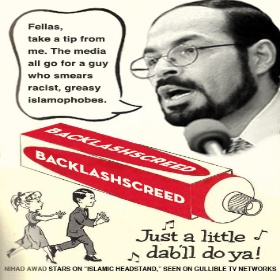 Fellas,
take a tip from
me. The media
all go for a guy
who smears
racist, greasy
islamophobes.
BACKLASHSCREED
BACKLASHSCREED
Just a little
dab'll do ya!
NIHAD AWAD STARS ON "ISLAMIC HEADSTAND," SEEN ON GULLIBLE TV NETWORKS